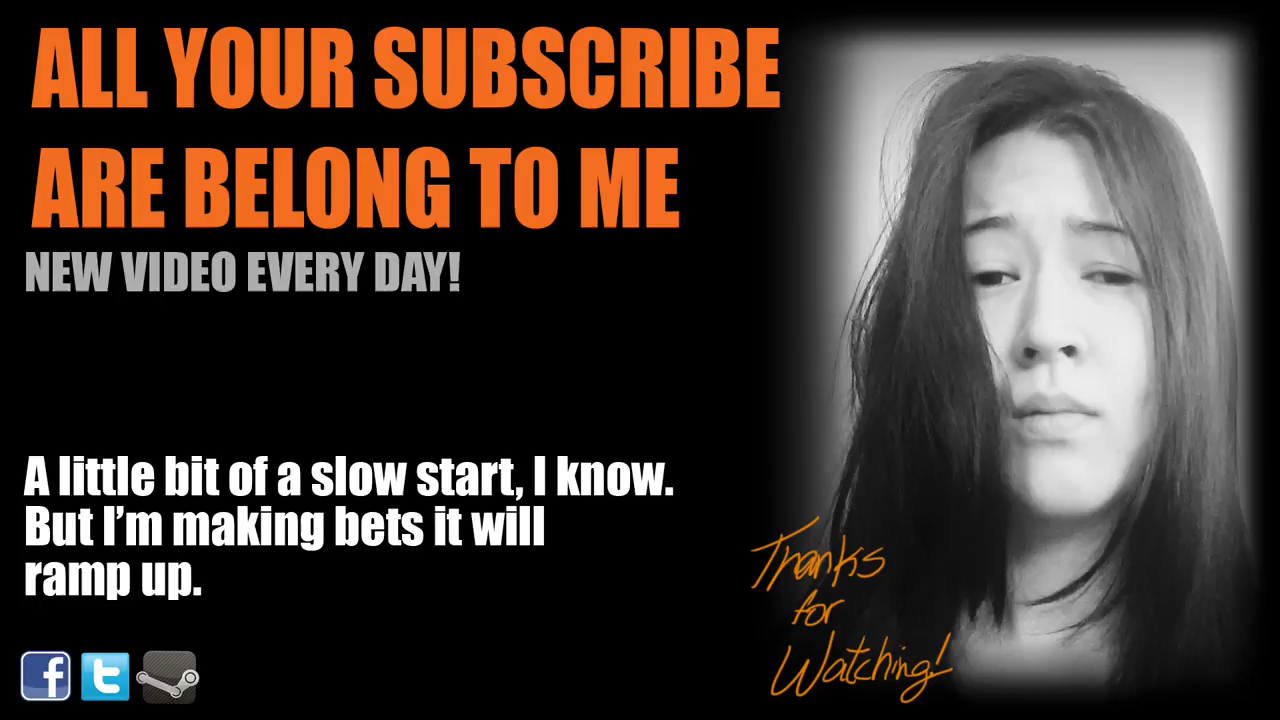 ALL YOUR SUBSCRIBE
ARE BELONG TO ME
NEW VIDEO EVERY DAY!
A little bit of a slow start, I know.
But I'm making bets it will
ramp up.
Thanks
for
Watching!
f
t